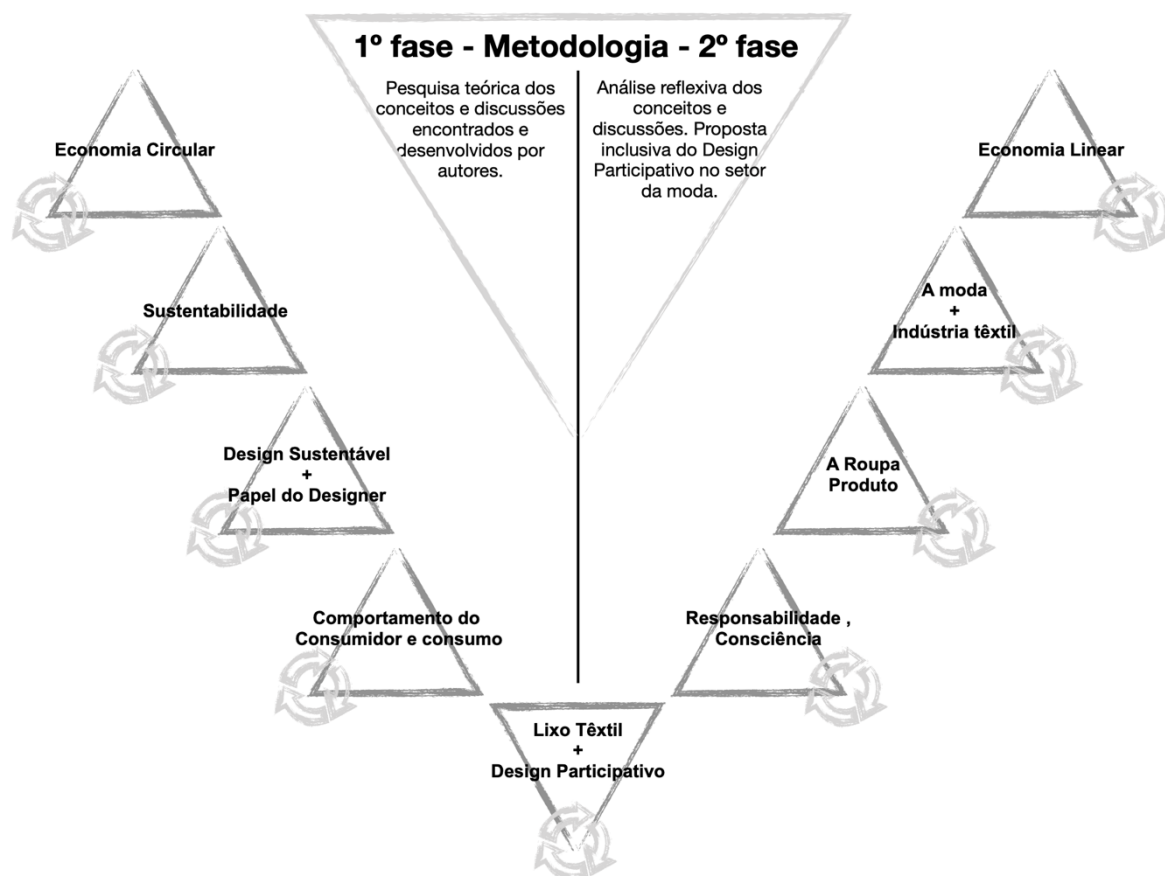 1º fase - Metodologia - 2º fase
Pesquisa teórica dos
conceitos e discussões
encontrados e
desenvolvidos por
autores.
Análise reflexiva dos
conceitos e
discussões. Proposta
inclusiva do Design
Participativo no setor
da moda.
Economia Circular
Sustentabilidade
Design Sustentável
+
Papel do Designer
Comportamento do
Consumidor e consumo
Lixo Têxtil
+
Design Participativo
Responsabilidade ,
Consciência
A Roupa
Produto
A moda
+
Indústria têxtil
Economia Linear